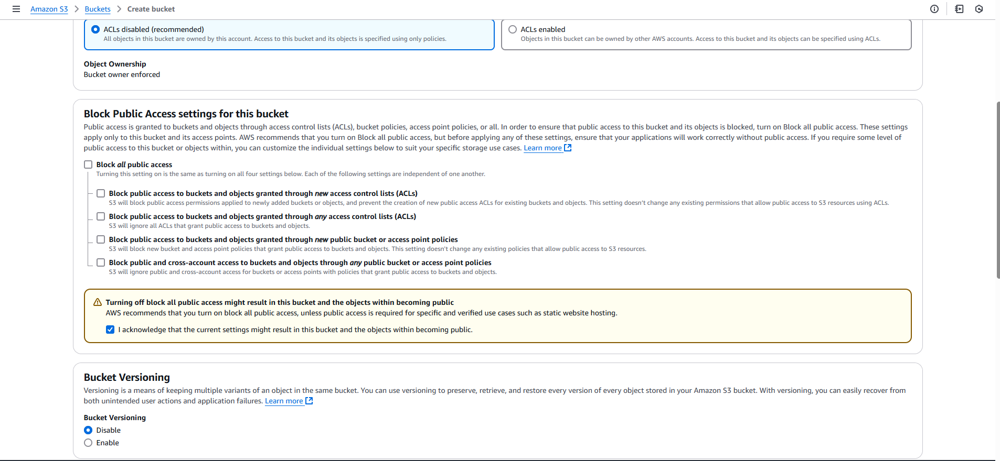 Amazon S3 > Buckets > Create bucket
ACLs disabled (recommended)
All objects in this bucket are owned by this account. Access to this bucket and its objects is specified using only policies.
ACLs enabled
Objects in this bucket can be owned by other AWS accounts. Access to this bucket and its objects can be specified using ACLs.
Object Ownership
Bucket owner enforced
Block Public Access settings for this bucket
Public access is granted to buckets and objects through access control lists (ACLs), bucket policies, access point policies, or all. In order to ensure that public access to this bucket and its objects is blocked, turn on Block all public access. These settings
apply only to this bucket and its access points. AWS recommends that you turn on Block all public access, but before applying any of these settings, ensure that your applications will work correctly without public access. If you require some level of
public access to this bucket or objects within, you can customize the individual settings below to suit your specific storage use cases. Learn more
Block all public access
Turning this setting on is the same as turning on all four settings below. Each of the following settings are independent of one another.
Block public access to buckets and objects granted through new access control lists (ACLs)
S3 will block public access permissions applied to newly added buckets or objects, and prevent the creation of new public access ACLs for existing buckets and objects. This setting doesn't change any existing permissions that allow public access to S3 resources using ACLs.
Block public access to buckets and objects granted through any access control lists (ACLs)
S3 will ignore all ACLs that grant public access to buckets and objects.
Block public access to buckets and objects granted through new public bucket or access point policies
S3 will block new bucket and access point policies that grant public access to buckets and objects. This setting doesn't change any existing policies that allow public access to S3 resources.
Block public and cross-account access to buckets and objects through any public bucket or access point policies
S3 will ignore public and cross-account access for buckets or access points with policies that grant public access to buckets and objects.
Turning off block all public access might result in this bucket and the objects within becoming public
AWS recommends that you turn on block all public access, unless public access is required for specific and verified use cases such as static website hosting.
I acknowledge that the current settings might result in this bucket and the objects within becoming public.
Bucket Versioning
Versioning is a means of keeping multiple variants of an object in the same bucket. You can use versioning to preserve, retrieve, and restore every version of every object stored in your Amazon S3 bucket. With versioning, you can easily recover from
both unintended user actions and application failures. Learn more
Bucket Versioning
Disable
Enable